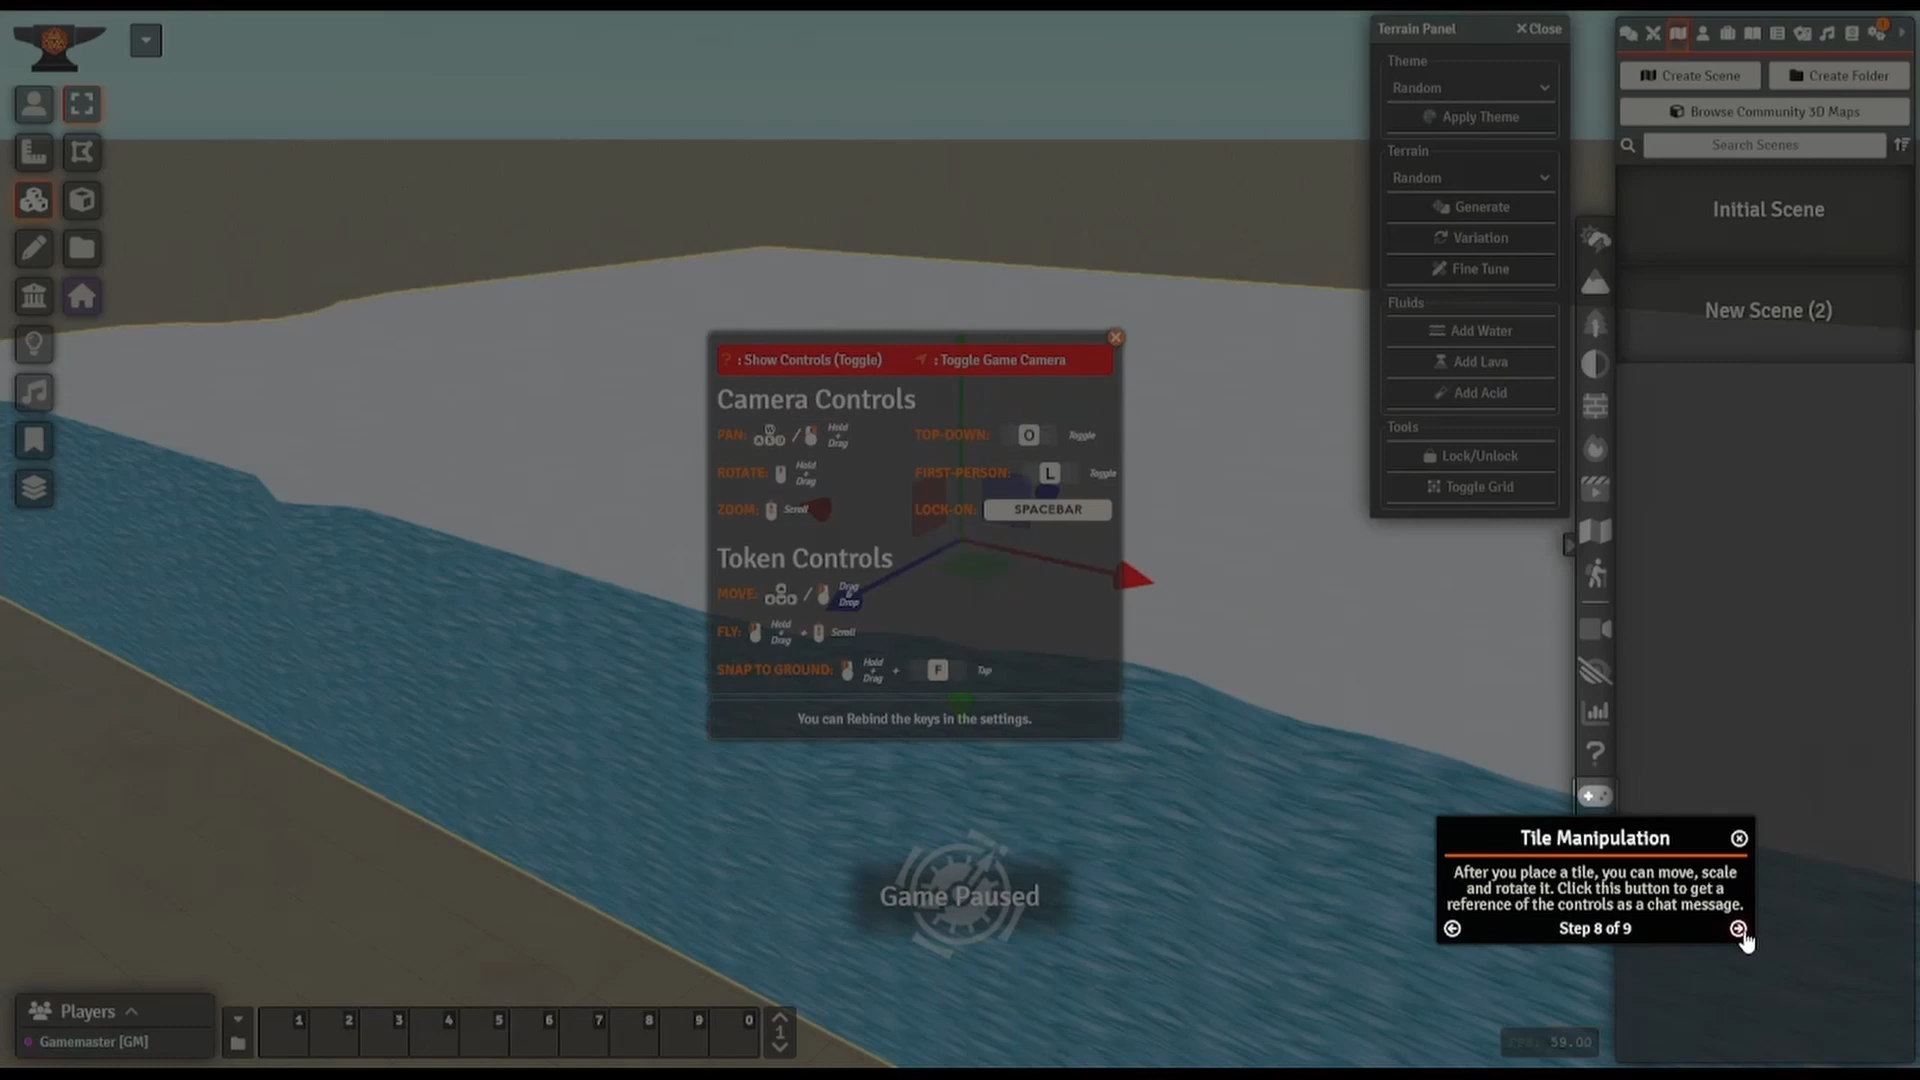 Terrain Panel
Close
Theme
Random
Apply Theme
Terrain
Random
Generate
Variation
Fine Tune
Fluids
Add Water
Add Lava
Add Acid
Tools
Lock/Unlock
Toggle Grid
Create Scene
Create Folder
Browse Community 3D Maps
Search Scenes
Initial Scene
New Scene (2)
? : Show Controls (Toggle)
: Toggle Game Camera
Camera Controls
PAN: W A S D / Hold + Drag
TOP-DOWN: O Toggle
ROTATE: Hold + Drag
FIRST-PERSON: L Toggle
ZOOM: Scroll
LOCK-ON: SPACEBAR
Token Controls
MOVE: / Drag & Drop
FLY: Hold + Drag + Scroll
SNAP TO GROUND: Hold + Drag + F Tap
You can Rebind the keys in the settings.
Game Paused
Tile Manipulation
After you place a tile, you can move, scale
and rotate it. Click this button to get a
reference of the controls as a chat message.
Step 8 of 9
Players
Gamemaster [GM]
1 2 3 4 5 6 7 8 9 0
1
59.00